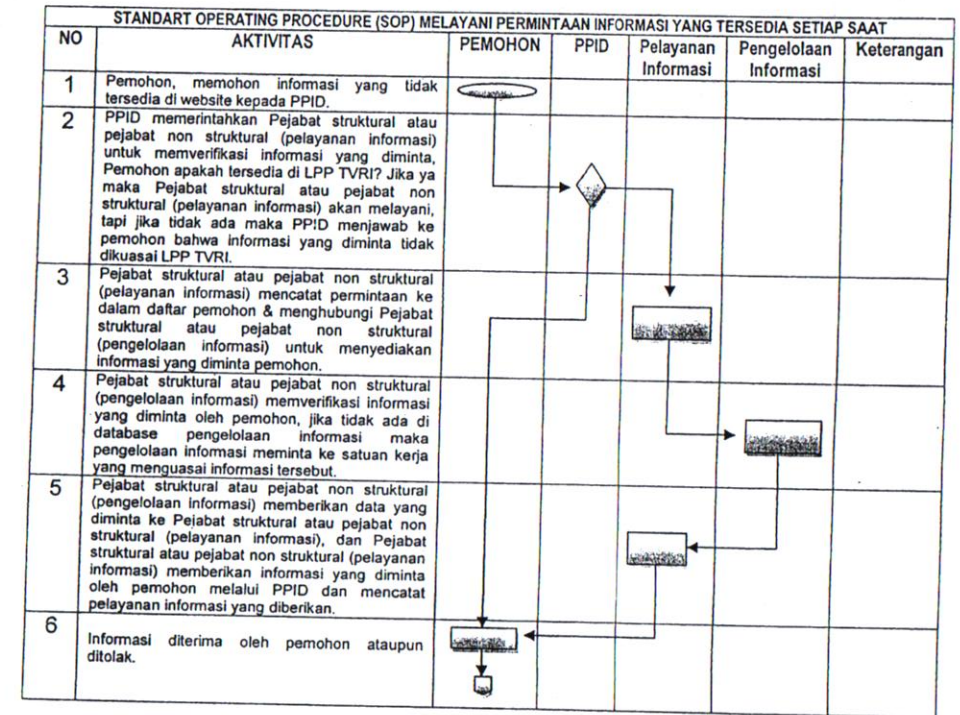 STANDART OPERATING PROCEDURE (SOP) MELAYANI PERMINTAAN INFORMASI YANG TERSEDIA SETIAP SAAT
NO AKTIVITAS PEMOHON PPID Pelayanan Informasi Pengelolaan Informasi Keterangan
1 Pemohon, memohon informasi yang tidak
tersedia di website kepada PPID.
2 PPID memerintahkan Pejabat struktural atau
pejabat non struktural (pelayanan informasi)
untuk memverifikasi informasi yang diminta,
Pemohon apakah tersedia di LPP TVRI? Jika ya
maka Pejabat struktural atau pejabat non
struktural (pelayanan informasi) akan melayani,
tapi jika tidak ada maka PPID menjawab ke
pemohon bahwa informasi yang diminta tidak
dikuasai LPP TVRI.
3 Pejabat struktural atau pejabat non struktural
(pelayanan informasi) mencatat permintaan ke
dalam daftar pemohon & menghubungi Pejabat
struktural atau pejabat non struktural
(pengelolaan informasi) untuk menyediakan
informasi yang diminta pemohon.
4 Pejabat struktural atau pejabat non struktural
(pengelolaan informasi) memverifikasi informasi
yang diminta oleh pemohon, jika tidak ada di
database pengelolaan informasi maka
pengelolaan informasi meminta ke satuan kerja
yang menguasai informasi tersebut.
5 Pejabat struktural atau pejabat non struktural
(pengelolaan informasi) memberikan data yang
diminta ke Pejabat struktural atau pejabat non
struktural (pelayanan informasi), dan Pejabat
struktural atau pejabat non struktural (pelayanan
informasi) memberikan informasi yang diminta
oleh pemohon melalui PPID dan mencatat
pelayanan informasi yang diberikan.
6 Informasi diterima oleh pemohon ataupun
ditolak.